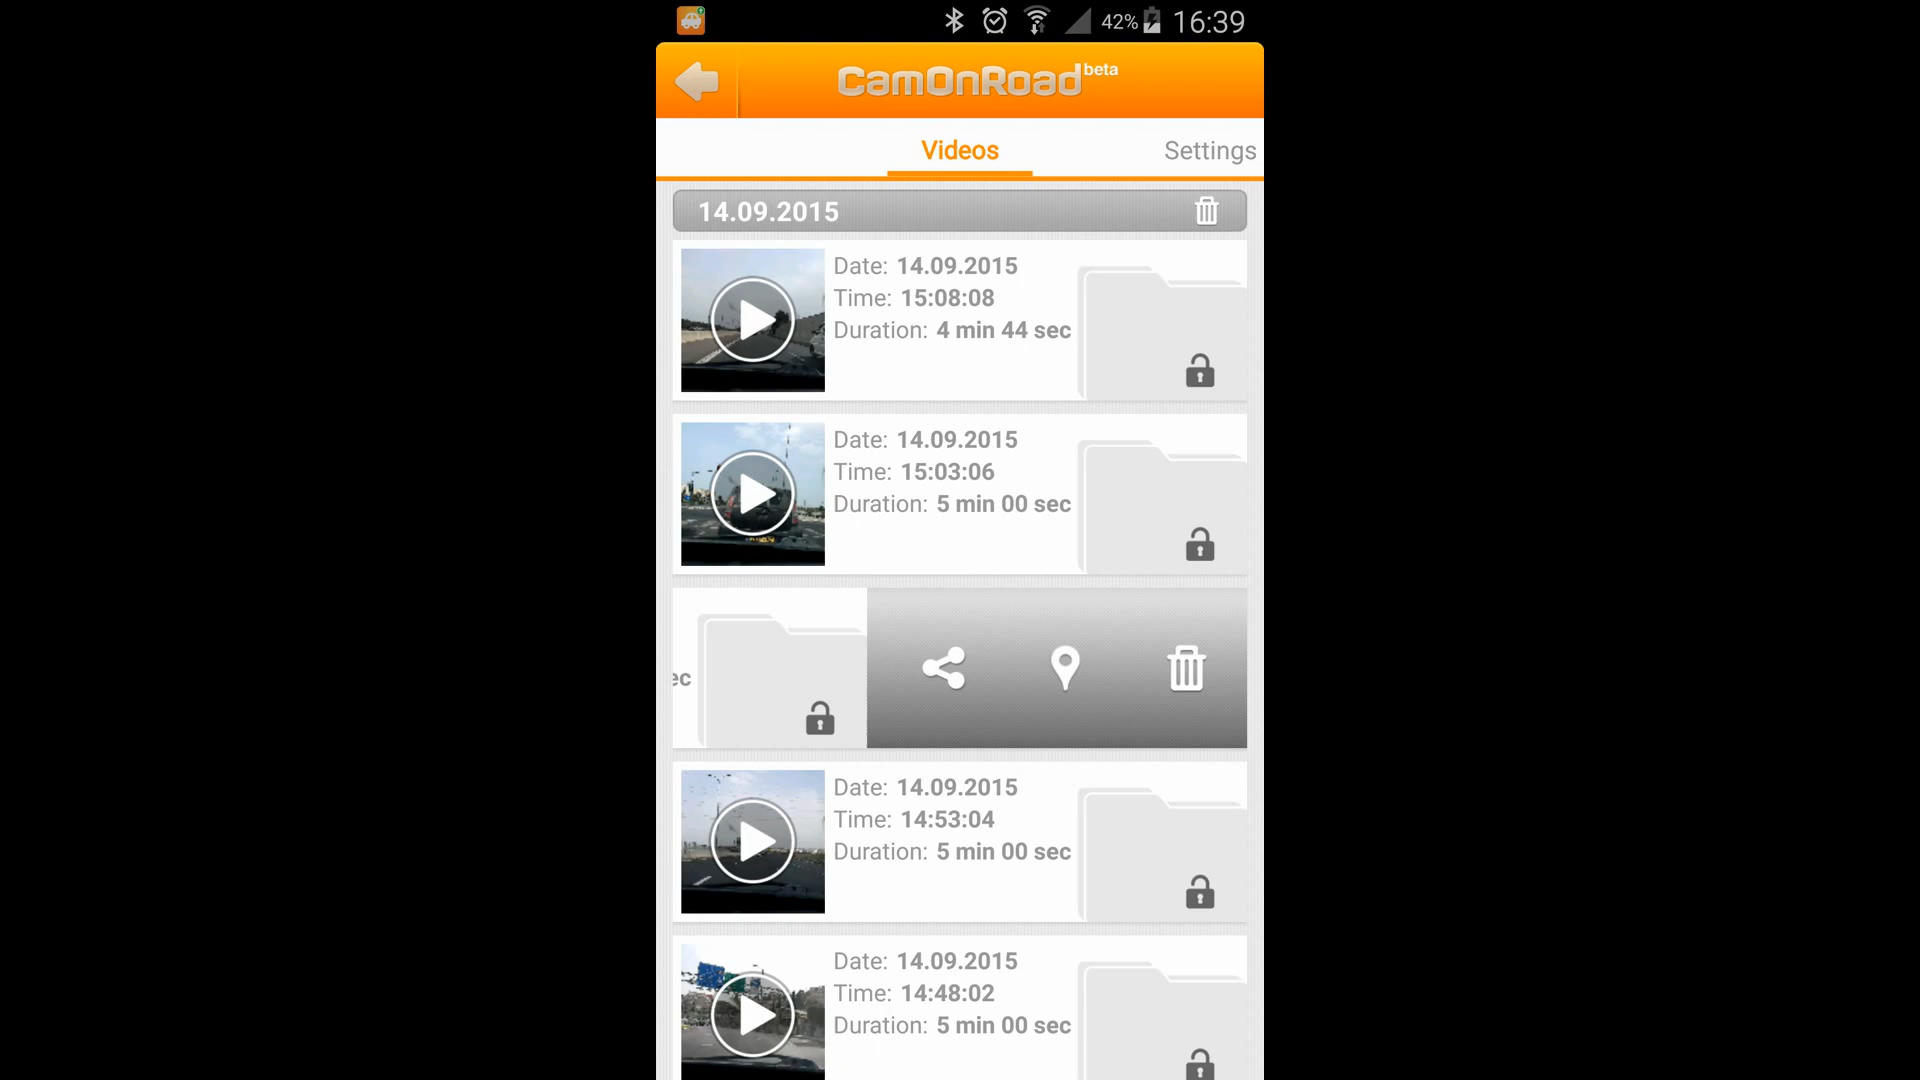 42% 16:39
CamOnRoad beta
Videos Settings
14.09.2015
Date: 14.09.2015
Time: 15:08:08
Duration: 4 min 44 sec
Date: 14.09.2015
Time: 15:03:06
Duration: 5 min 00 sec
ec
Date: 14.09.2015
Time: 14:53:04
Duration: 5 min 00 sec
Date: 14.09.2015
Time: 14:48:02
Duration: 5 min 00 sec